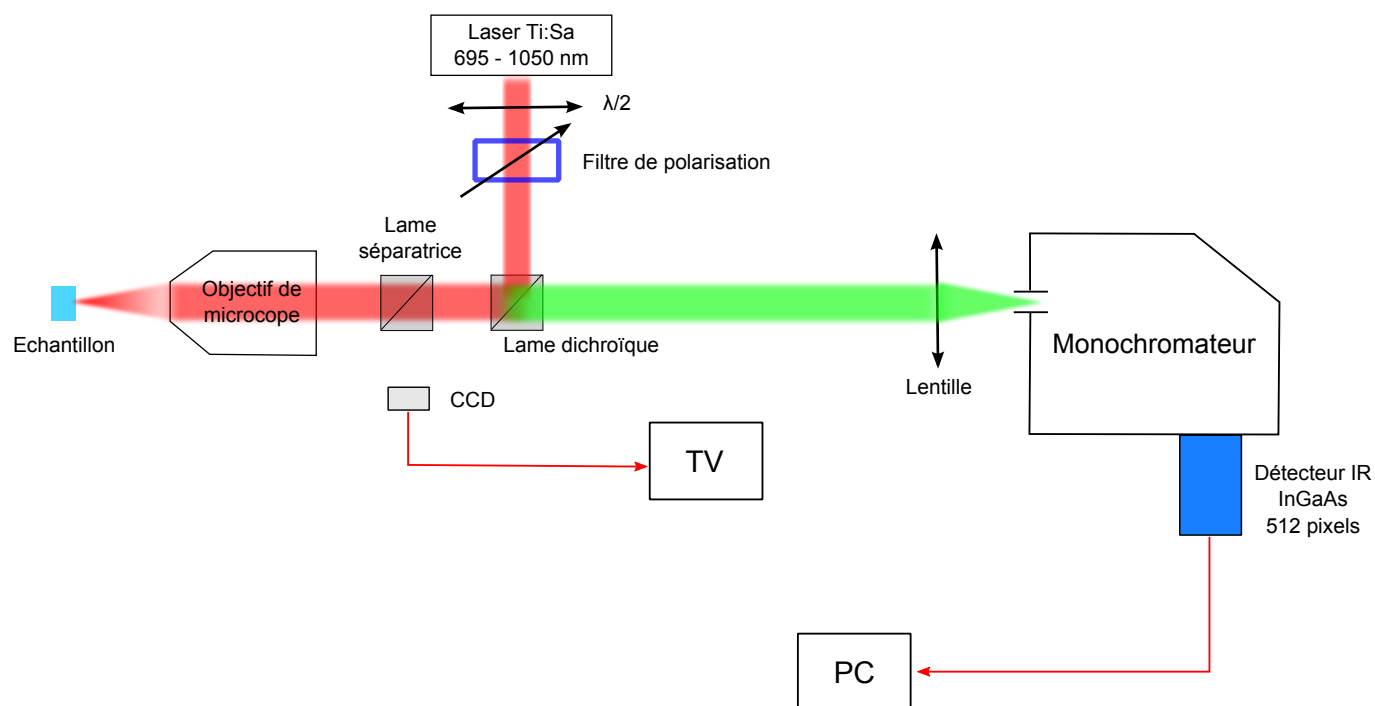 Laser Ti:Sa
695 - 1050 nm
λ/2
Filtre de polarisation
Lame
séparatrice
Objectif de
microcope
Echantillon
Lame dichroïque
Lentille
Monochromateur
CCD
TV
Détecteur IR
InGaAs
512 pixels
PC